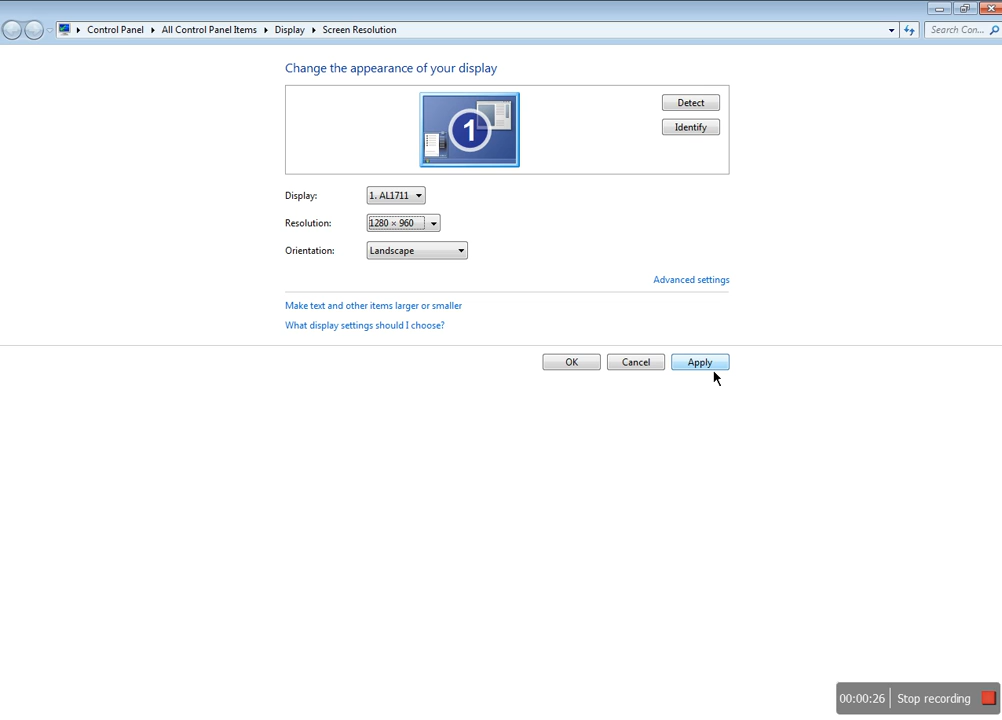 Control Panel ▸ All Control Panel Items ▸ Display ▸ Screen Resolution
Search Con...
Change the appearance of your display
1
Detect
Identify
Display: 1. AL1711
Resolution: 1280 × 960
Orientation: Landscape
Advanced settings
Make text and other items larger or smaller
What display settings should I choose?
OK Cancel Apply
00:00:26 Stop recording